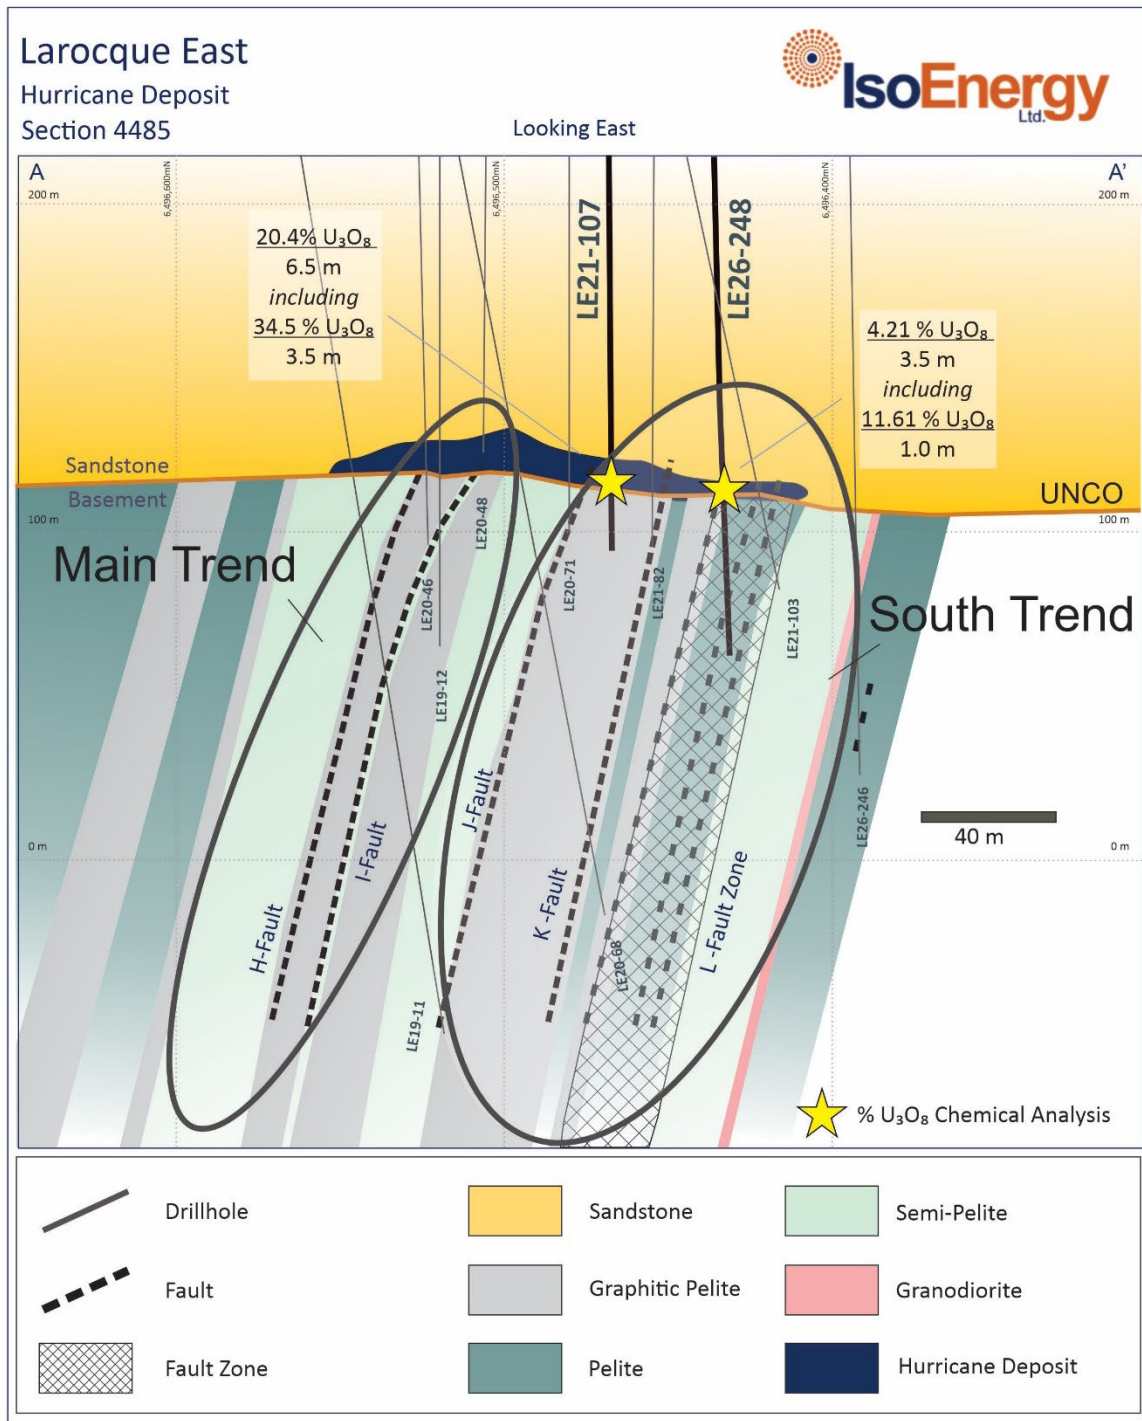 Larocque East
Hurricane Deposit
Section 4485
Looking East
IsoEnergy
Ltd.
A
A'
200 m
200 m
6,496,600mN
6,496,500mN
6,496,400mN
20.4% U₃O₈
6.5 m
including
34.5 % U₃O₈
3.5 m
LE21-107
LE26-248
4.21 % U₃O₈
3.5 m
including
11.61 % U₃O₈
1.0 m
Sandstone
Basement
UNCO
100 m
100 m
Main Trend
South Trend
LE20-48
LE20-46
LE20-71
LE21-82
LE21-103
LE19-12
LE26-246
J-Fault
I-Fault
H-Fault
K -Fault
L -Fault Zone
LE20-68
LE19-11
40 m
0 m
0 m
% U₃O₈ Chemical Analysis
Drillhole
Sandstone
Semi-Pelite
Fault
Graphitic Pelite
Granodiorite
Fault Zone
Pelite
Hurricane Deposit